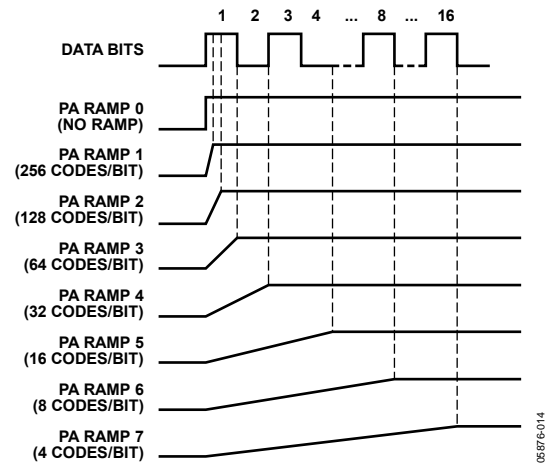 1 2 3 4 ... 8 ... 16
DATA BITS
PA RAMP 0
(NO RAMP)
PA RAMP 1
(256 CODES/BIT)
PA RAMP 2
(128 CODES/BIT)
PA RAMP 3
(64 CODES/BIT)
PA RAMP 4
(32 CODES/BIT)
PA RAMP 5
(16 CODES/BIT)
PA RAMP 6
(8 CODES/BIT)
PA RAMP 7
(4 CODES/BIT)
05876-014